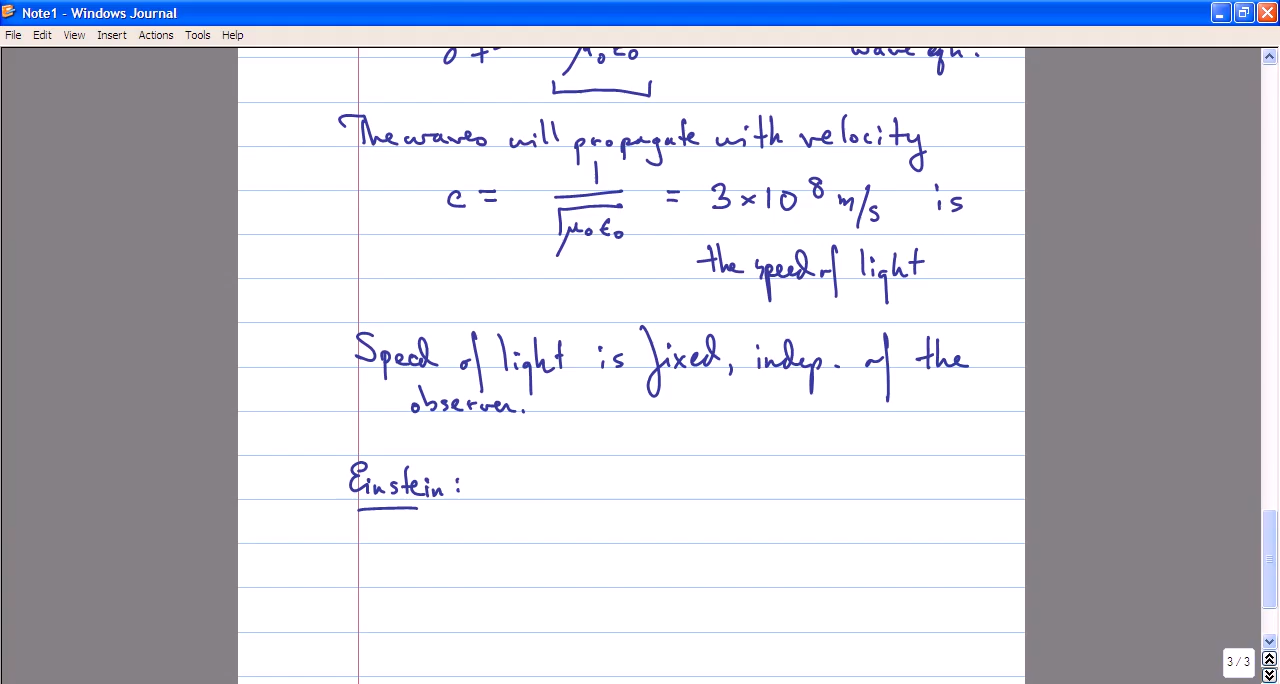 Note1 - Windows Journal
File Edit View Insert Actions Tools Help
μ₀ε₀ wave eqn.
The waves will propagate with velocity
c = 1/√μ₀ε₀ = 3 × 10⁸ m/s is
the speed of light
Speed of light is fixed, indep. of the
observer.
Einstein:
3 / 3